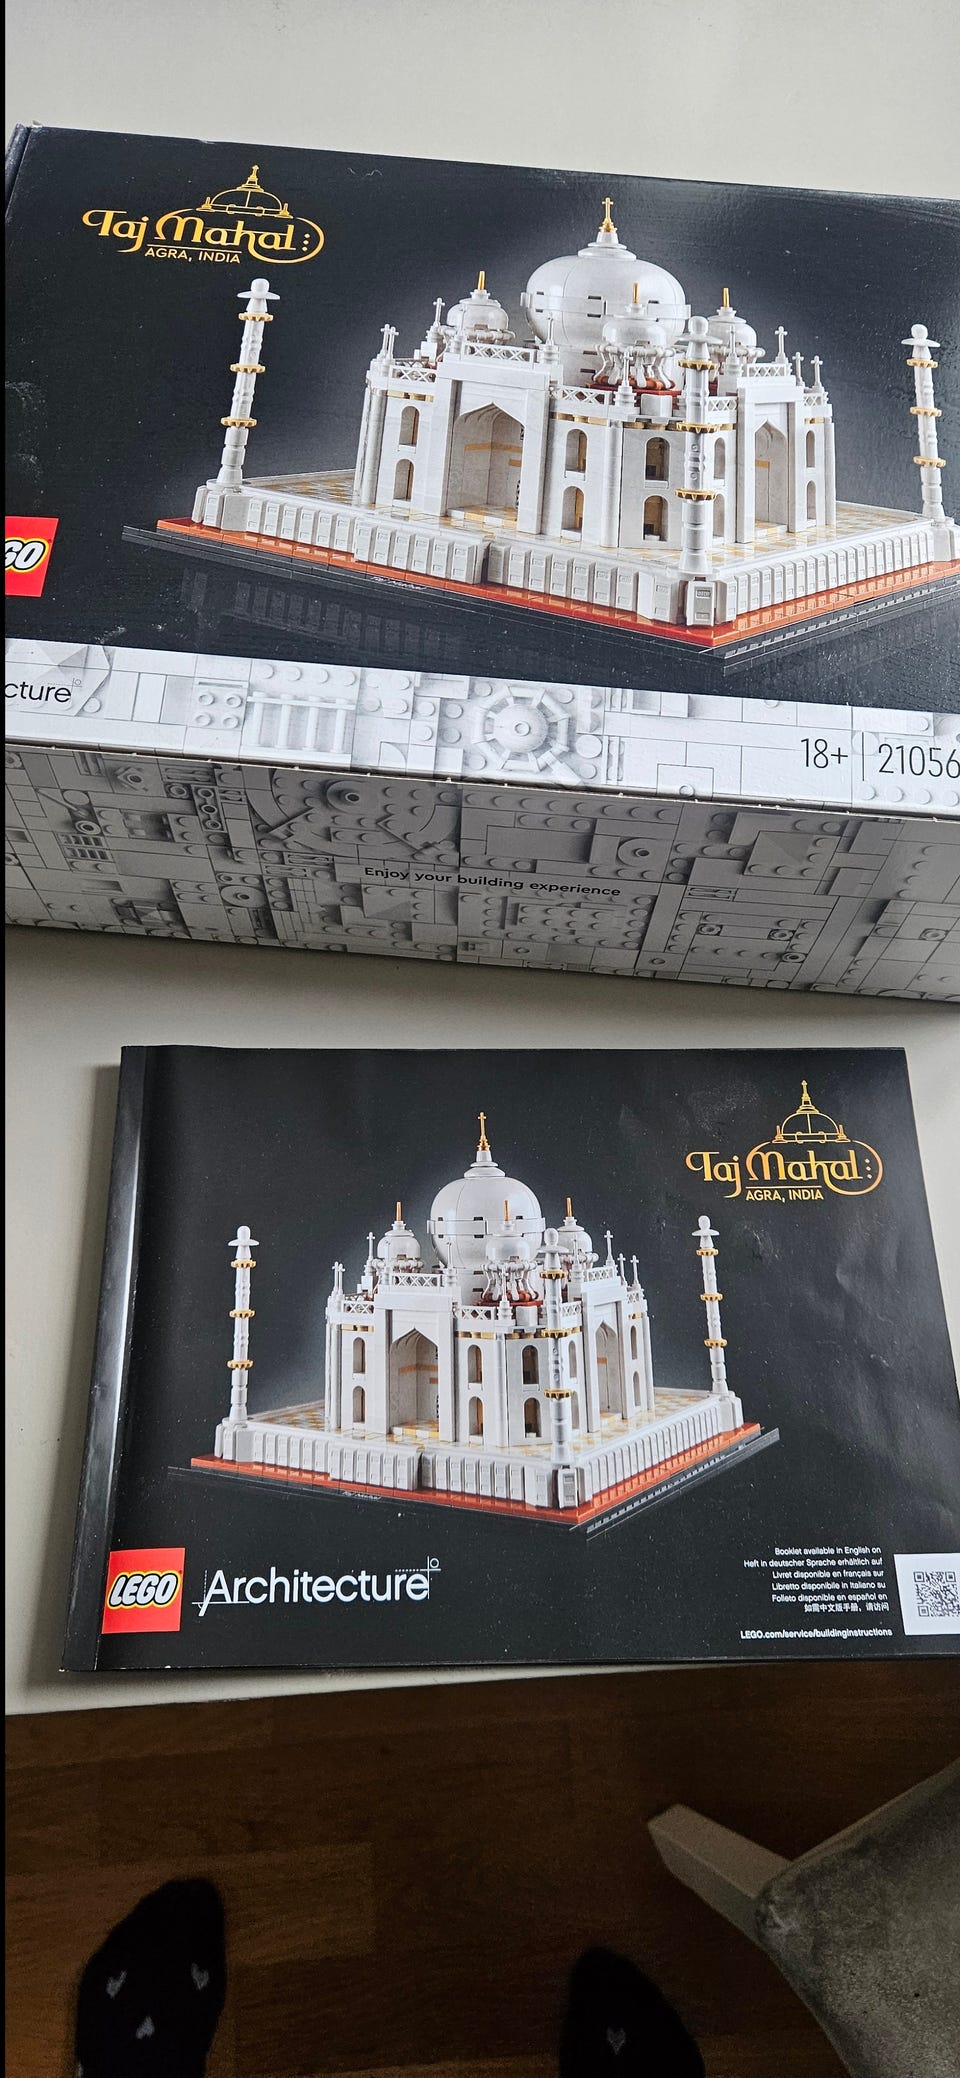 Taj Mahal
AGRA, INDIA
GO
cture
18+ | 21056
Enjoy your building experience
Taj Mahal
AGRA, INDIA
LEGO Architecture
Booklet available in English on
Heft in deutscher Sprache erhältlich auf
Livret disponible en français sur
Libretto disponibile in italiano su
Folleto disponible en español en
如需中文版手册，请访问
LEGO.com/service/buildinginstructions